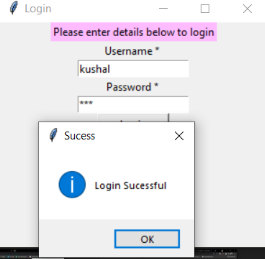 Login
Please enter details below to login
Username *
kushal
Password *
***
Sucess
Login Sucessful
OK